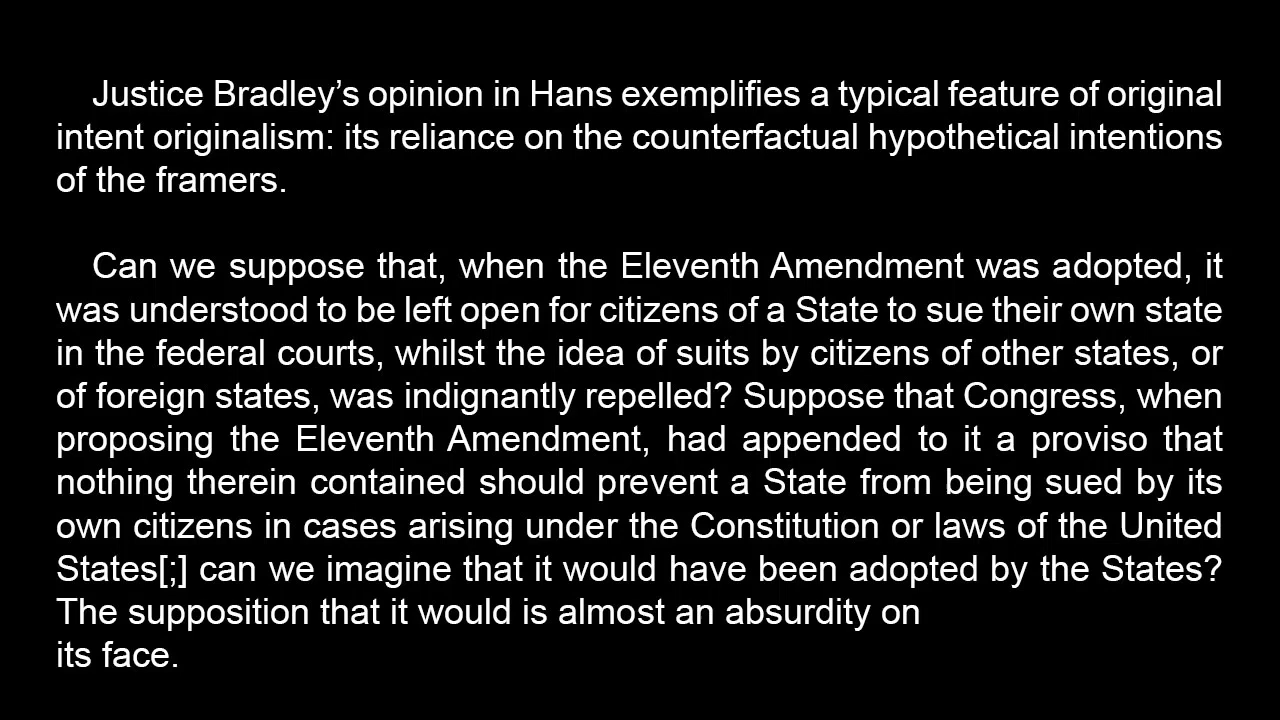 Justice Bradley’s opinion in Hans exemplifies a typical feature of original
intent originalism: its reliance on the counterfactual hypothetical intentions
of the framers.
Can we suppose that, when the Eleventh Amendment was adopted, it
was understood to be left open for citizens of a State to sue their own state
in the federal courts, whilst the idea of suits by citizens of other states, or
of foreign states, was indignantly repelled? Suppose that Congress, when
proposing the Eleventh Amendment, had appended to it a proviso that
nothing therein contained should prevent a State from being sued by its
own citizens in cases arising under the Constitution or laws of the United
States[;] can we imagine that it would have been adopted by the States?
The supposition that it would is almost an absurdity on
its face.